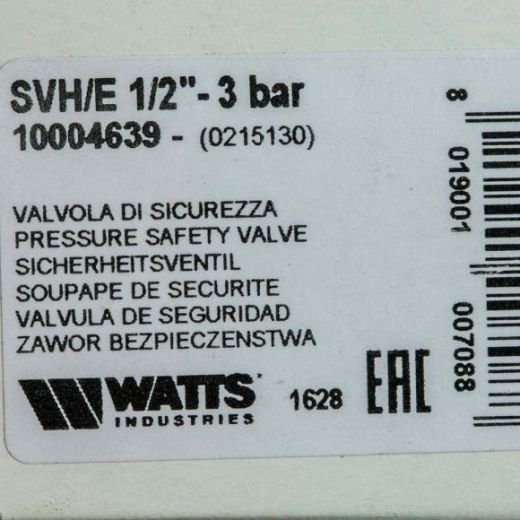 SVH/E 1/2"- 3 bar
10004639 - (0215130)
VALVOLA DI SICUREZZA
PRESSURE SAFETY VALVE
SICHERHEITSVENTIL
SOUPAPE DE SECURITE
VALVULA DE SEGURIDAD
ZAWOR BEZPIECZENSTWA
WATTS
INDUSTRIES
1628
EAC
8 019001 007088